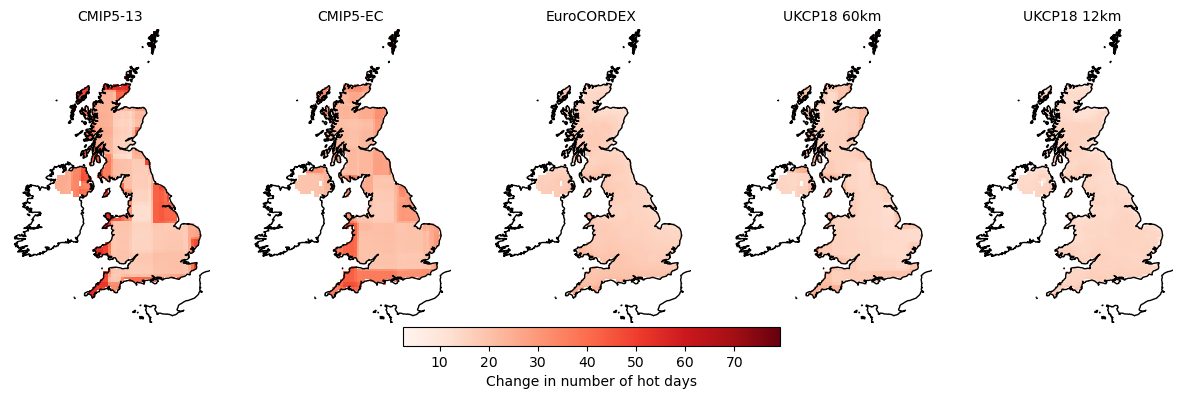 CMIP5-13 CMIP5-EC EuroCORDEX UKCP18 60km UKCP18 12km
10 20 30 40 50 60 70
Change in number of hot days